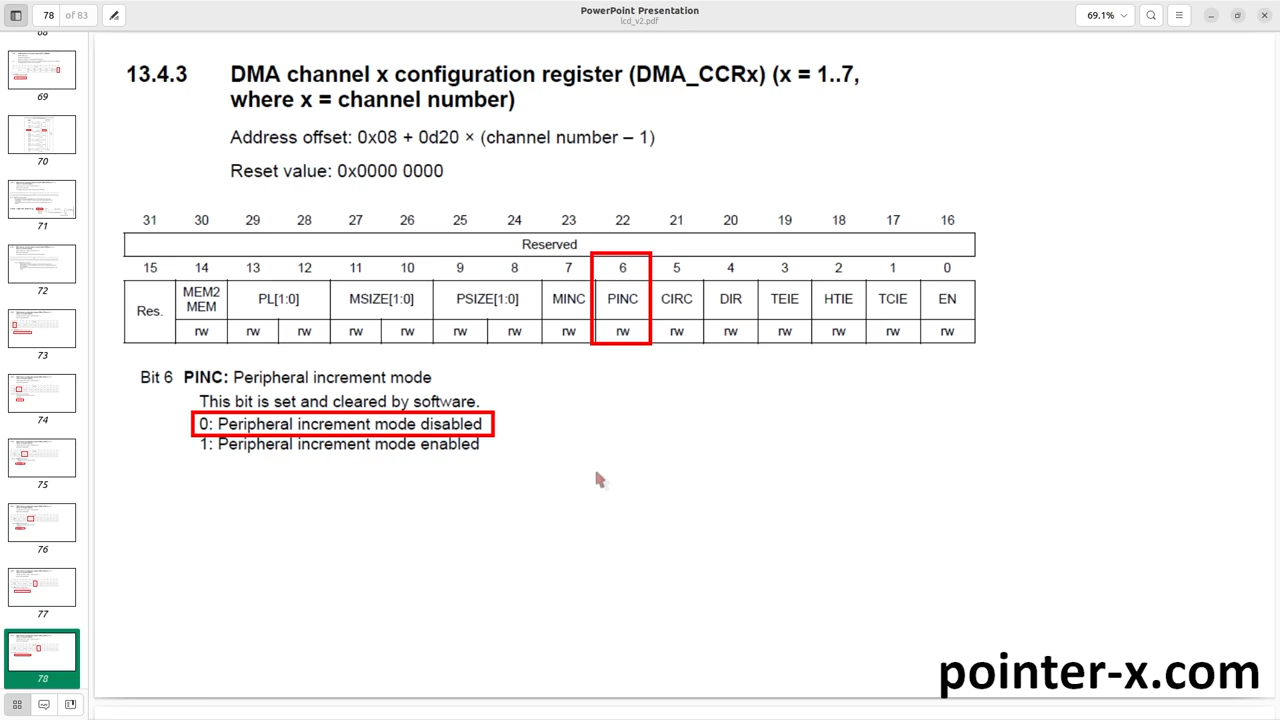 78 of 83
PowerPoint Presentation
lcd_v2.pdf
69.1%
68
69
70
71
72
73
74
75
76
77
78
13.4.3 DMA channel x configuration register (DMA_CCRx) (x = 1..7,
where x = channel number)
Address offset: 0x08 + 0d20 × (channel number – 1)
Reset value: 0x0000 0000
31 30 29 28 27 26 25 24 23 22 21 20 19 18 17 16
Reserved
15 14 13 12 11 10 9 8 7 6 5 4 3 2 1 0
Res. MEM2 MEM PL[1:0] MSIZE[1:0] PSIZE[1:0] MINC PINC CIRC DIR TEIE HTIE TCIE EN
rw rw rw rw rw rw rw rw rw rw rw rw rw rw rw
Bit 6 PINC: Peripheral increment mode
This bit is set and cleared by software.
0: Peripheral increment mode disabled
1: Peripheral increment mode enabled
pointer-x.com